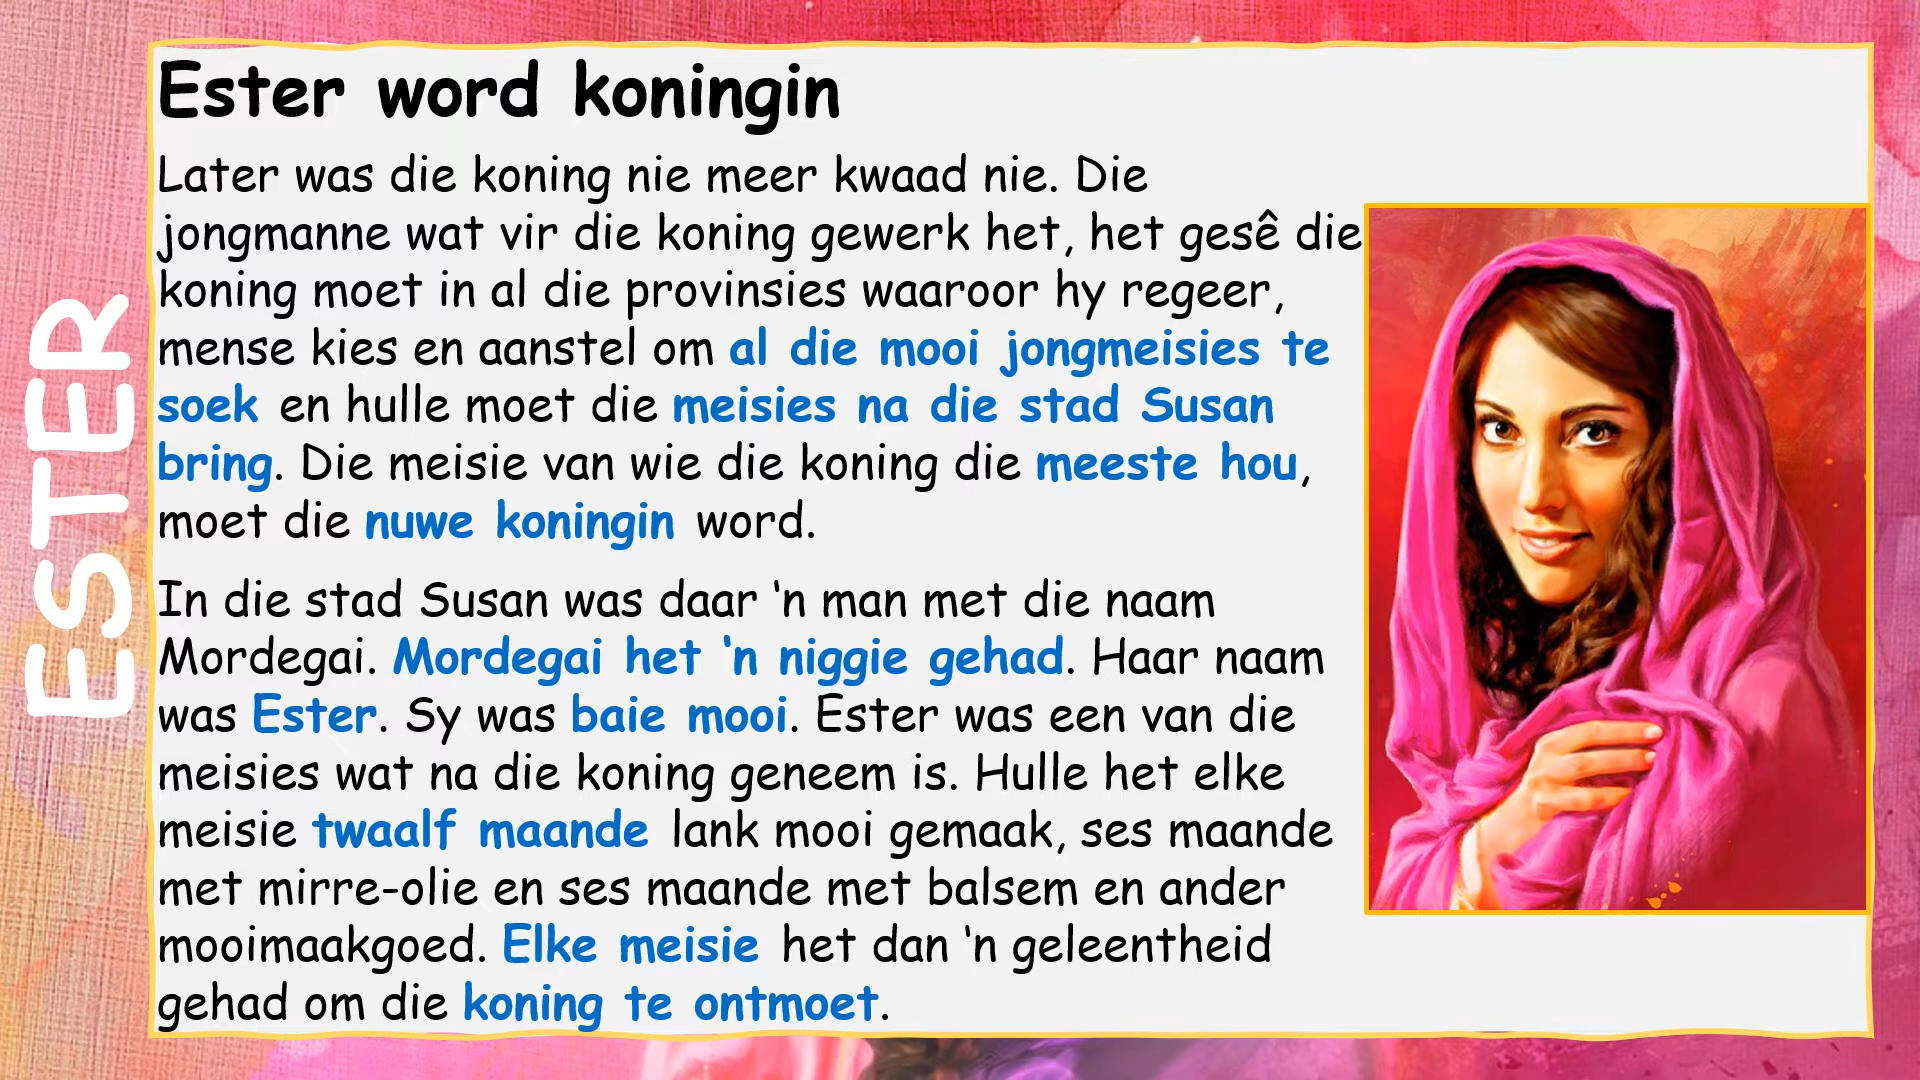 ESTER
Ester word koningin
Later was die koning nie meer kwaad nie. Die
jongmanne wat vir die koning gewerk het, het gesê die
koning moet in al die provinsies waaroor hy regeer,
mense kies en aanstel om al die mooi jongmeisies te
soek en hulle moet die meisies na die stad Susan
bring. Die meisie van wie die koning die meeste hou,
moet die nuwe koningin word.
In die stad Susan was daar ‘n man met die naam
Mordegai. Mordegai het ‘n niggie gehad. Haar naam
was Ester. Sy was baie mooi. Ester was een van die
meisies wat na die koning geneem is. Hulle het elke
meisie twaalf maande lank mooi gemaak, ses maande
met mirre-olie en ses maande met balsem en ander
mooimaakgoed. Elke meisie het dan ‘n geleentheid
gehad om die koning te ontmoet.